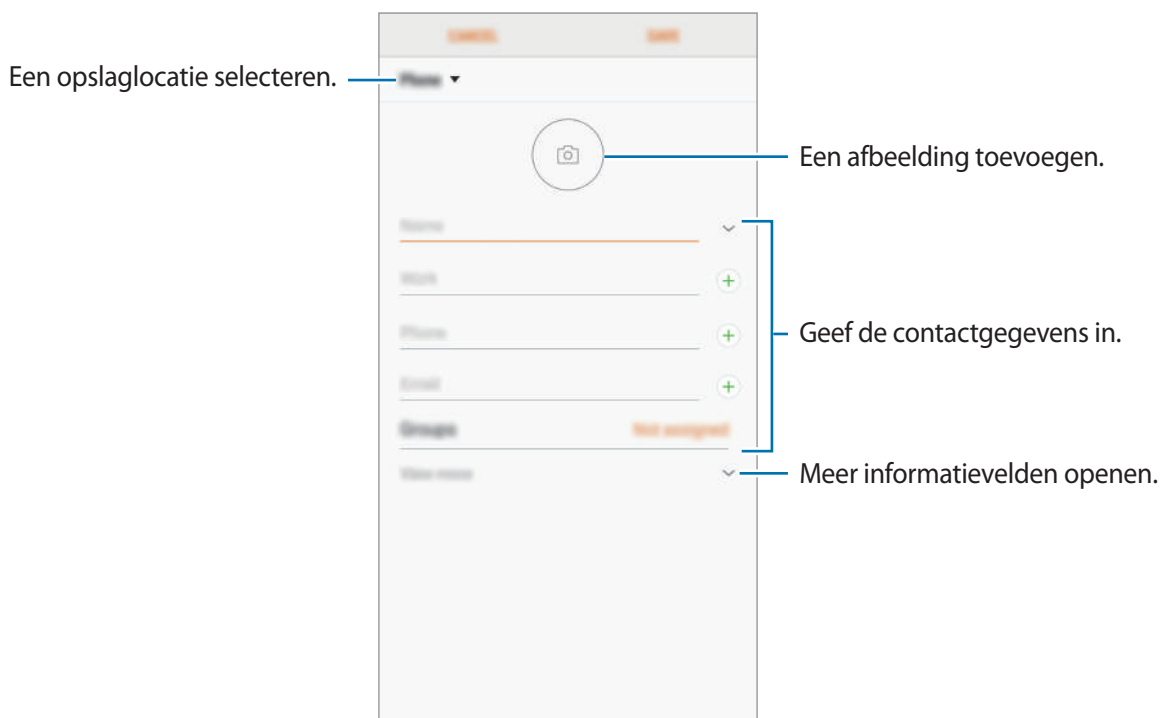 CANCEL SAVE
Een opslaglocatie selecteren.
Phone
Een afbeelding toevoegen.
Name
Work
Phone
Geef de contactgegevens in.
Email
Groups Not assigned
View more
Meer informatievelden openen.